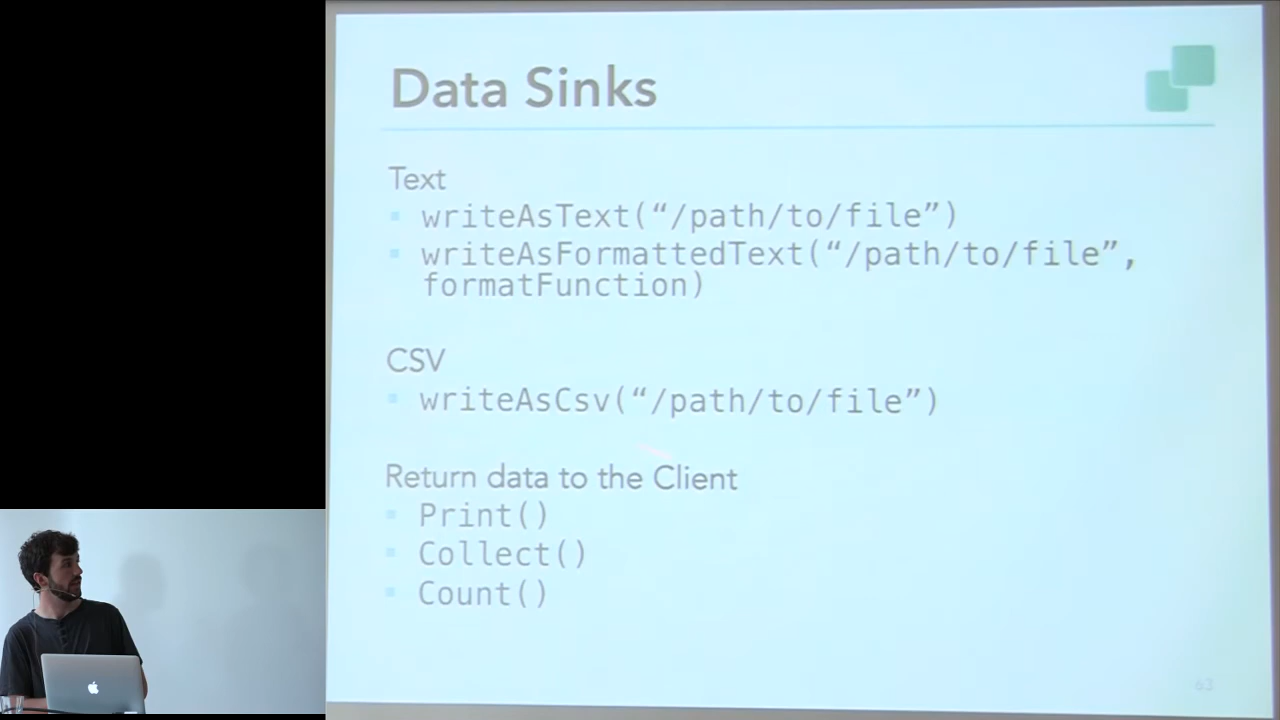 Data Sinks
Text
writeAsText(“/path/to/file”)
writeAsFormattedText(“/path/to/file”,
formatFunction)
CSV
writeAsCsv(“/path/to/file”)
Return data to the Client
Print()
Collect()
Count()
63